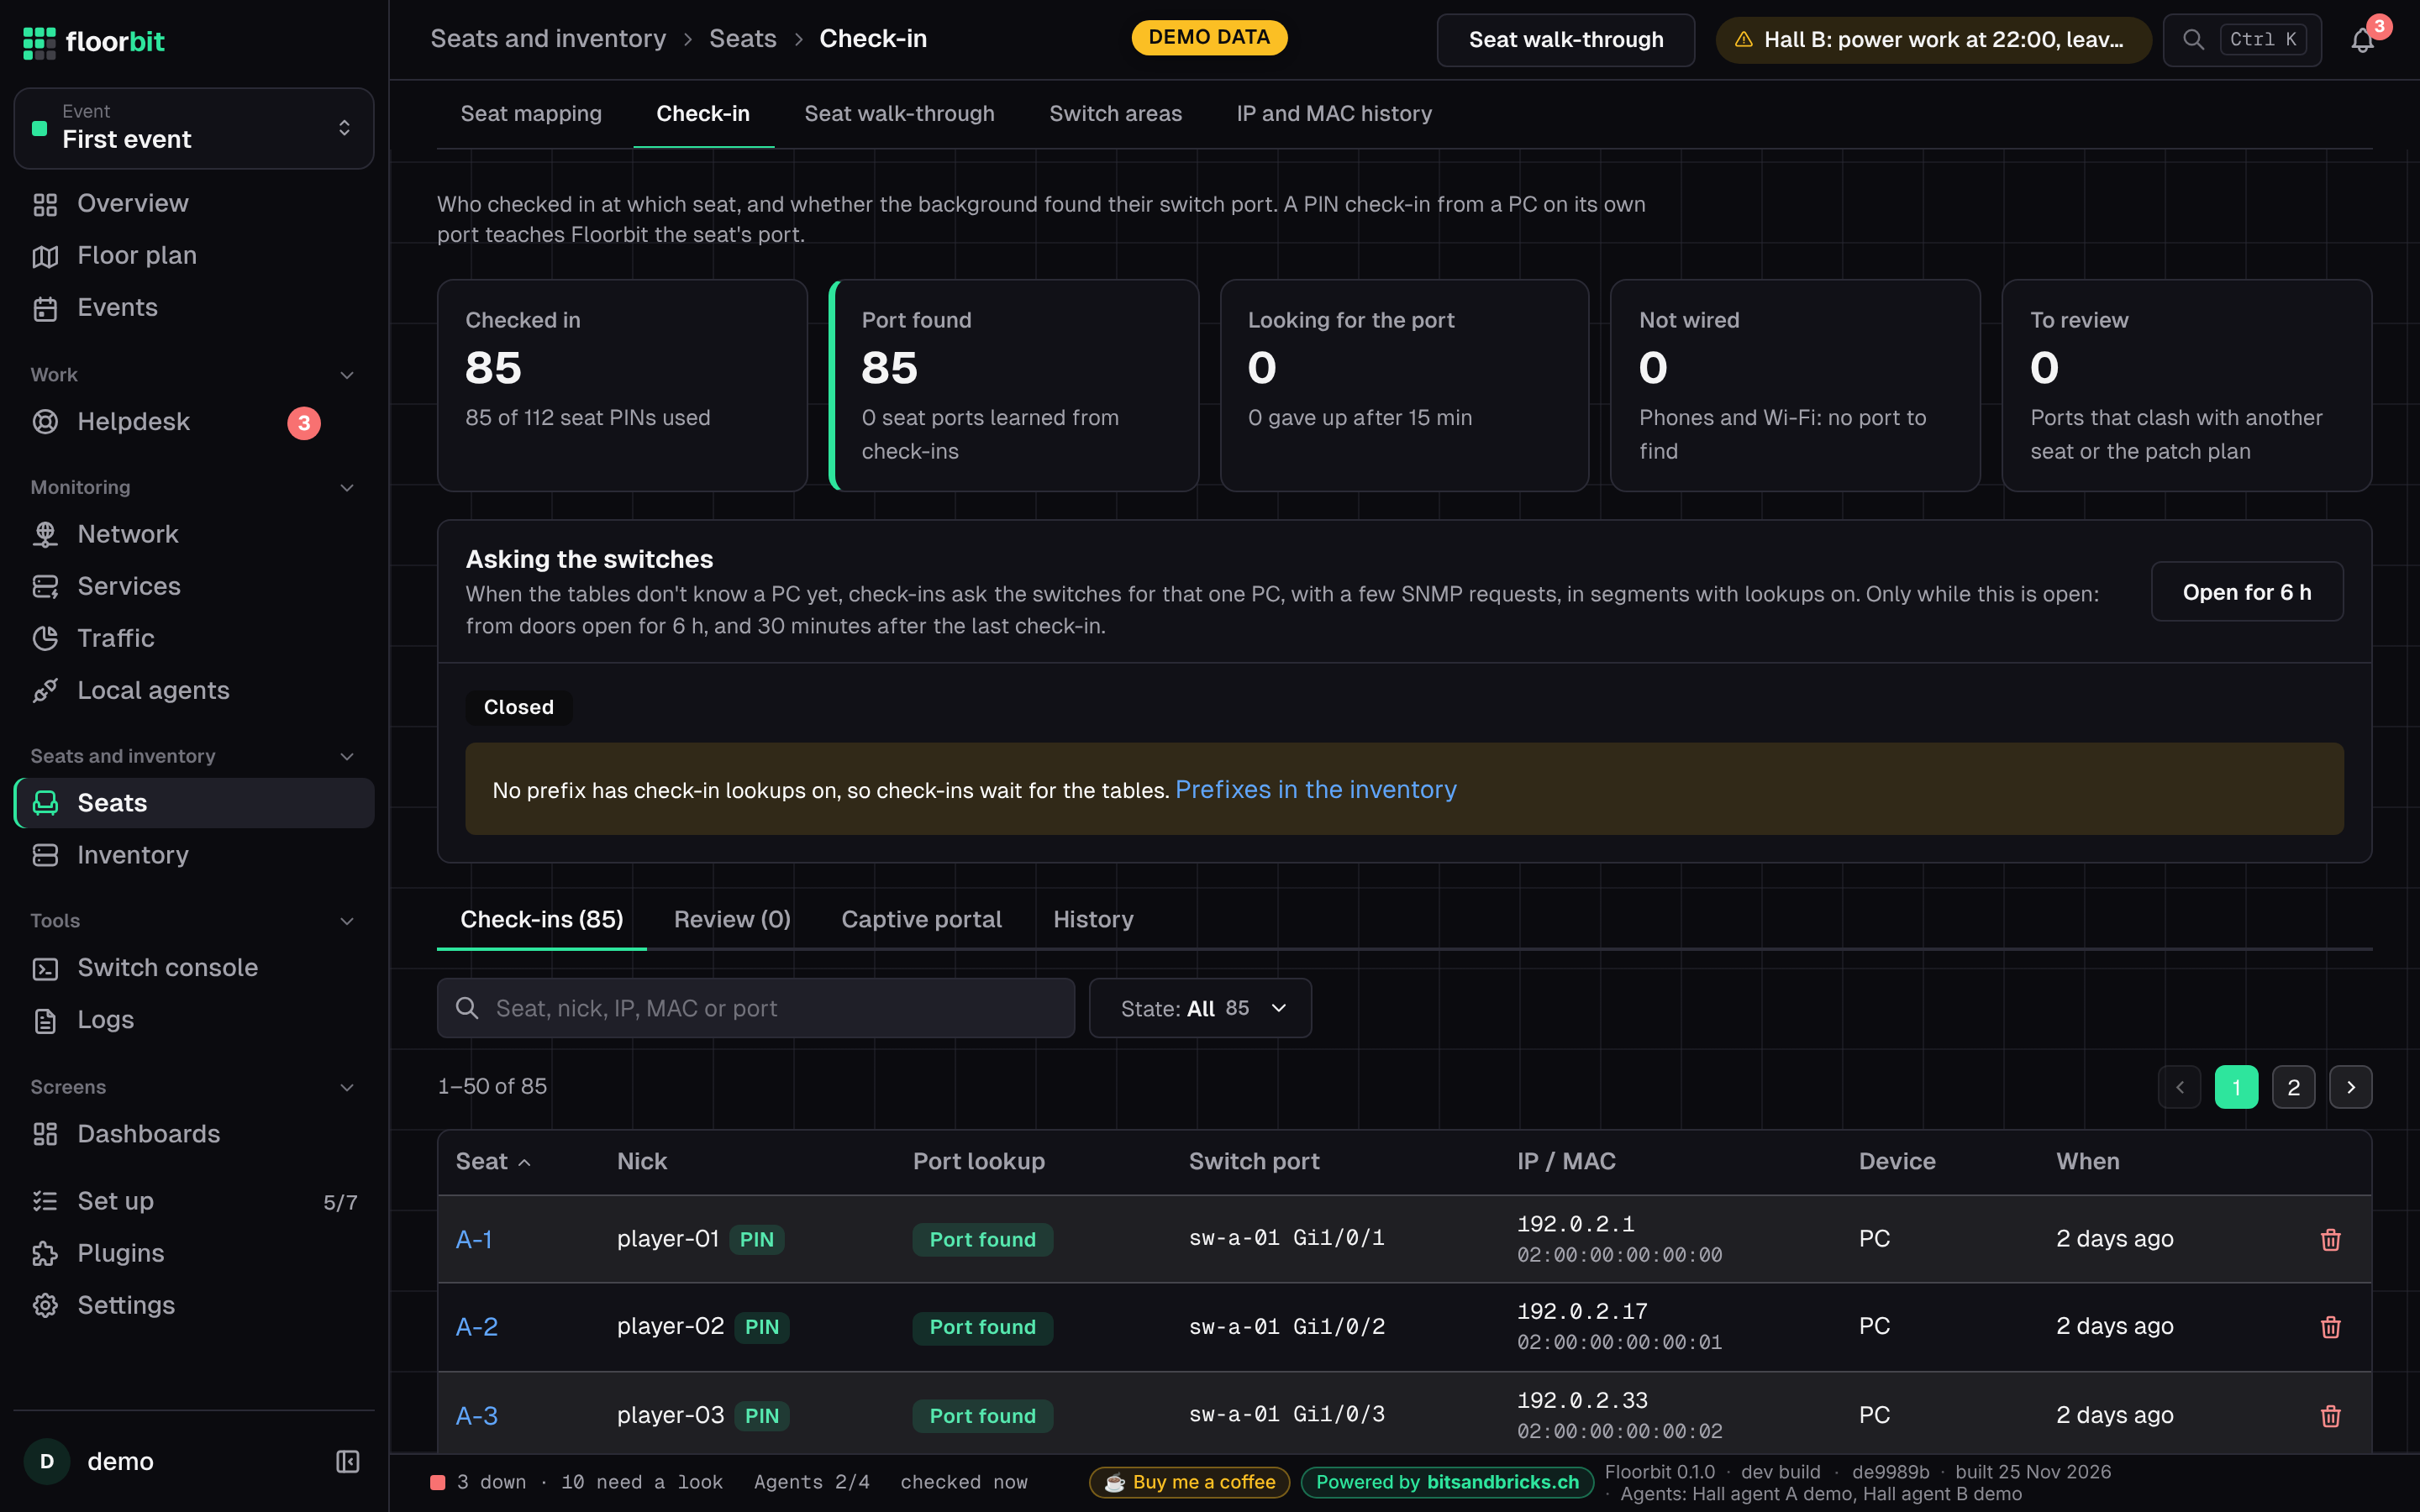 floorbit
Event
First event
Overview
Floor plan
Events
Work
Helpdesk 3
Monitoring
Network
Services
Traffic
Local agents
Seats and inventory
Seats
Inventory
Tools
Switch console
Logs
Screens
Dashboards
Set up 5/7
Plugins
Settings
D demo
Seats and inventory > Seats > Check-in
DEMO DATA
Seat walk-through
Hall B: power work at 22:00, leav...
Ctrl K
3
Seat mapping Check-in Seat walk-through Switch areas IP and MAC history
Who checked in at which seat, and whether the background found their switch port. A PIN check-in from a PC on its own
port teaches Floorbit the seat's port.
Checked in
85
85 of 112 seat PINs used
Port found
85
0 seat ports learned from
check-ins
Looking for the port
0
0 gave up after 15 min
Not wired
0
Phones and Wi-Fi: no port to
find
To review
0
Ports that clash with another
seat or the patch plan
Asking the switches
When the tables don't know a PC yet, check-ins ask the switches for that one PC, with a few SNMP requests, in segments with lookups on. Only while this is open:
from doors open for 6 h, and 30 minutes after the last check-in.
Open for 6 h
Closed
No prefix has check-in lookups on, so check-ins wait for the tables. Prefixes in the inventory
Check-ins (85) Review (0) Captive portal History
Seat, nick, IP, MAC or port
State: All 85
1–50 of 85
1 2
Seat Nick Port lookup Switch port IP / MAC Device When
A-1 player-01 PIN Port found sw-a-01 Gi1/0/1 192.0.2.1 PC 2 days ago
02:00:00:00:00:00
A-2 player-02 PIN Port found sw-a-01 Gi1/0/2 192.0.2.17 PC 2 days ago
02:00:00:00:00:01
A-3 player-03 PIN Port found sw-a-01 Gi1/0/3 192.0.2.33 PC 2 days ago
02:00:00:00:00:02
3 down · 10 need a look Agents 2/4 checked now
Buy me a coffee
Powered by bitsandbricks.ch
Floorbit 0.1.0 · dev build · de9989b · built 25 Nov 2026
· Agents: Hall agent A demo, Hall agent B demo